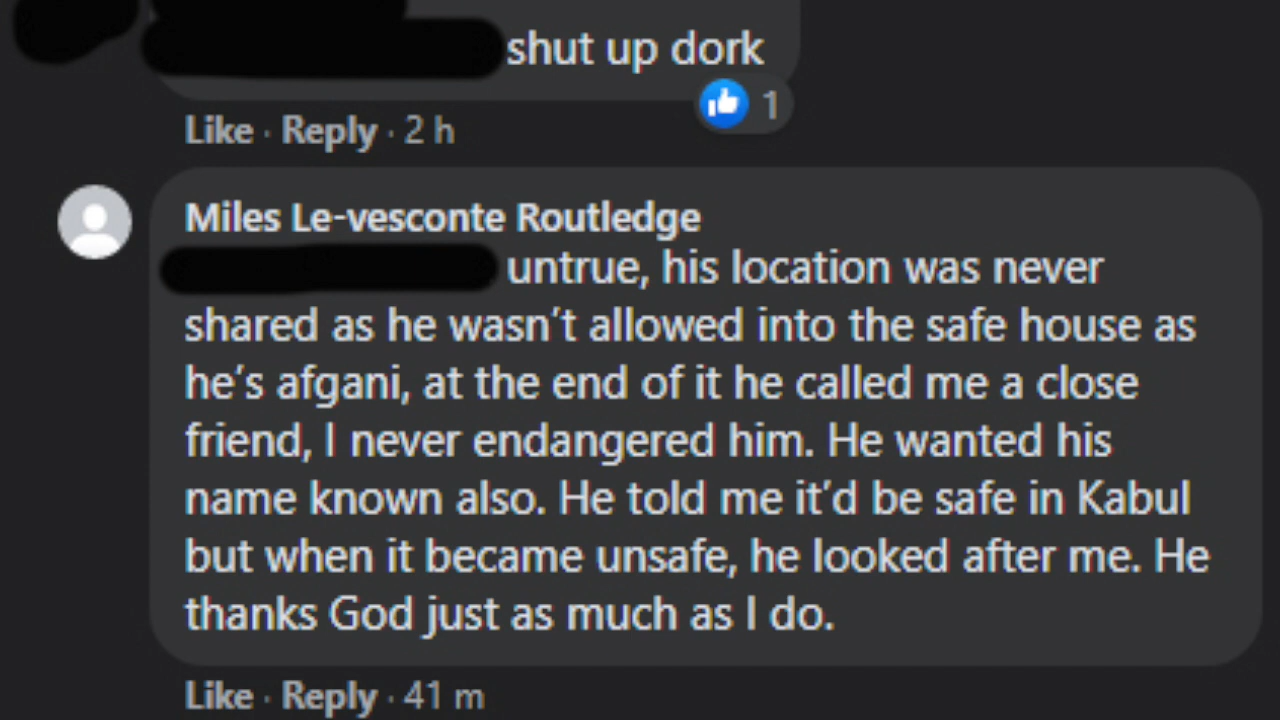 shut up dork
1
Like · Reply · 2 h
Miles Le-vesconte Routledge
untrue, his location was never
shared as he wasn't allowed into the safe house as
he's afgani, at the end of it he called me a close
friend, I never endangered him. He wanted his
name known also. He told me it'd be safe in Kabul
but when it became unsafe, he looked after me. He
thanks God just as much as I do.
Like · Reply · 41 m